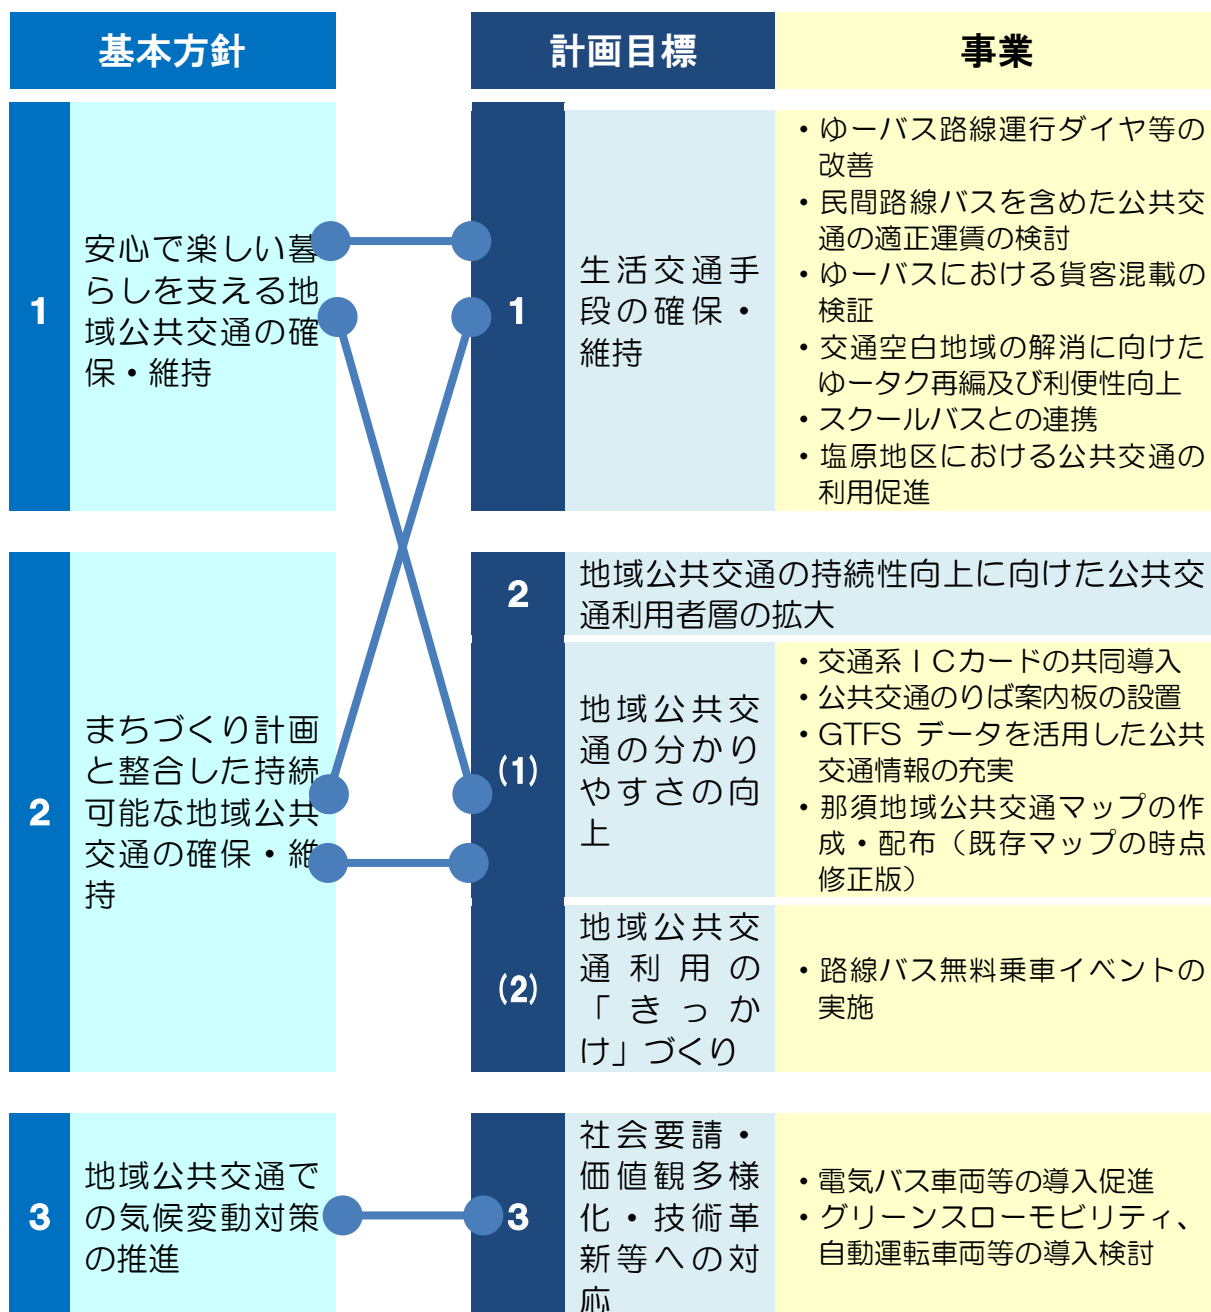 基本方針
計画目標
事業
1
安心で楽しい暮
らしを支える地
域公共交通の確
保・維持
1
生活交通手
段の確保・
維持
・ゆーバス路線運行ダイヤ等の
改善
・民間路線バスを含めた公共交
通の適正運賃の検討
・ゆーバスにおける貨客混載の
検証
・交通空白地域の解消に向けた
ゆータク再編及び利便性向上
・スクールバスとの連携
・塩原地区における公共交通の
利用促進
2
まちづくり計画
と整合した持続
可能な地域公共
交通の確保・維
持
2
地域公共交通の持続性向上に向けた公共交
通利用者層の拡大
(1)
地域公共交
通の分かり
やすさの向
上
・交通系ICカードの共同導入
・公共交通のりば案内板の設置
・GTFS データを活用した公共
交通情報の充実
・那須地域公共交通マップの作
成・配布（既存マップの時点
修正版）
(2)
地域公共交
通利用の
「きっか
け」づくり
・路線バス無料乗車イベントの
実施
3
地域公共交通で
の気候変動対策
の推進
3
社会要請・
価値観多様
化・技術革
新等への対
応
・電気バス車両等の導入促進
・グリーンスローモビリティ、
自動運転車両等の導入検討